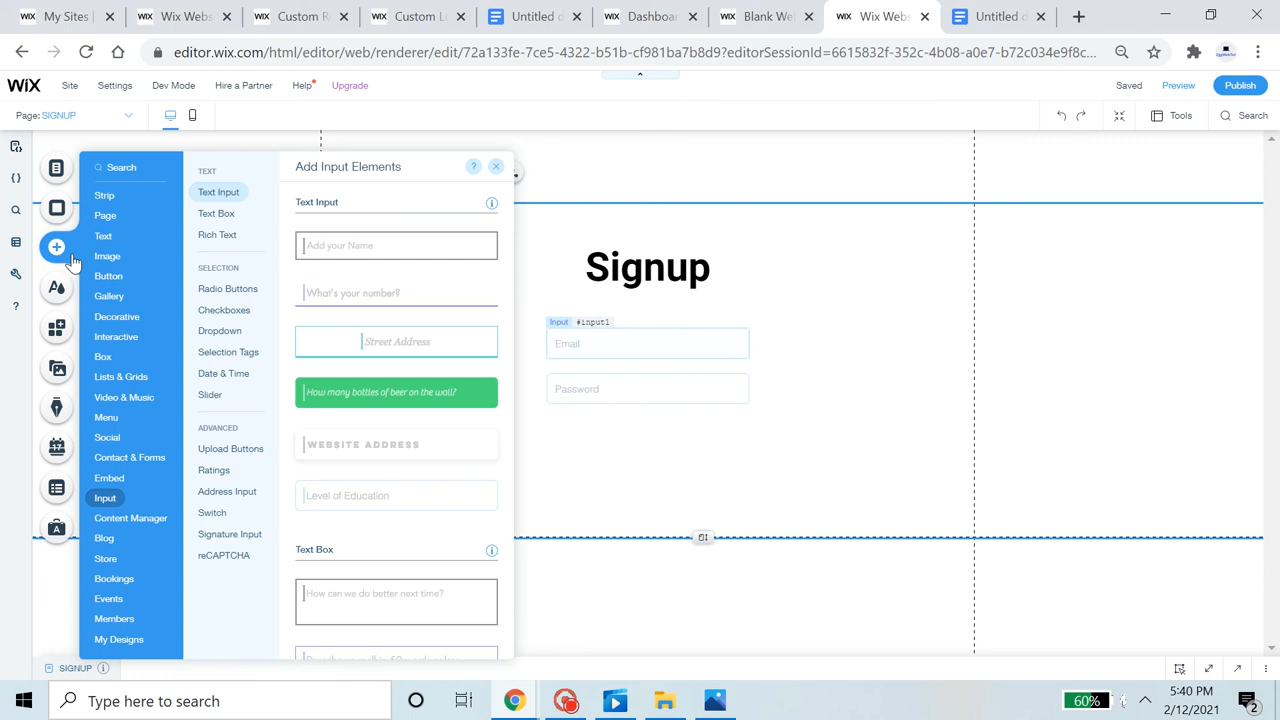 My Sites
Wix Webs
Custom R
Custom Lo
Untitled d
Dashboar
Blank We
Wix Webs
Untitled d
editor.wix.com/html/editor/web/renderer/edit/72a133fe-7ce5-4322-b51b-cf981ba7b8d9?editorSessionId=6615832f-352c-4b08-a0e7-b72c034e9f8c...
WiX Site Settings Dev Mode Hire a Partner Help Upgrade Saved Preview Publish
Page: SIGNUP Tools Search
Search
Strip
Page
Text
Image
Button
Gallery
Decorative
Interactive
Box
Lists & Grids
Video & Music
Menu
Social
Contact & Forms
Embed
Input
Content Manager
Blog
Store
Bookings
Events
Members
My Designs
TEXT
Text Input
Text Box
Rich Text
SELECTION
Radio Buttons
Checkboxes
Dropdown
Selection Tags
Date & Time
Slider
ADVANCED
Upload Buttons
Ratings
Address Input
Switch
Signature Input
reCAPTCHA
Add Input Elements ?
Text Input
Add your Name
What's your number?
Street Address
How many bottles of beer on the wall?
WEBSITE ADDRESS
Level of Education
Text Box
How can we do better next time?
Signup
Input #input1
Email
Password
17
A
SIGNUP
Type here to search
60%
5:40 PM
2/12/2021
2